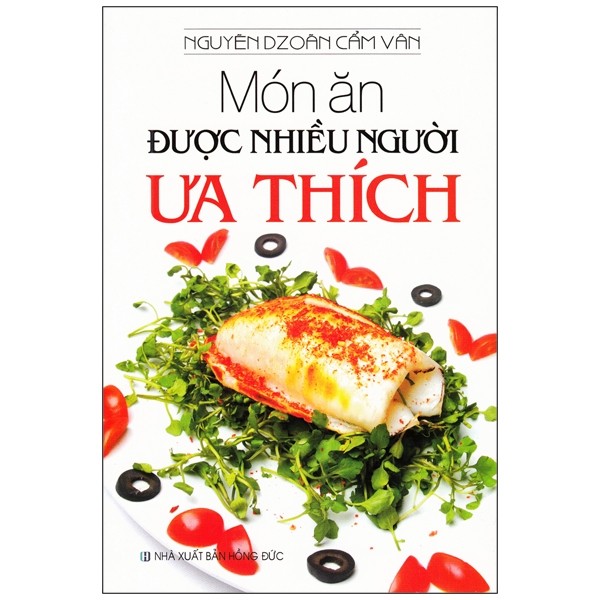 NGUYỄN DZOÃN CẨM VÂN
Món ăn
ĐƯỢC NHIỀU NGƯỜI
ƯA THÍCH
NHÀ XUẤT BẢN HỒNG ĐỨC